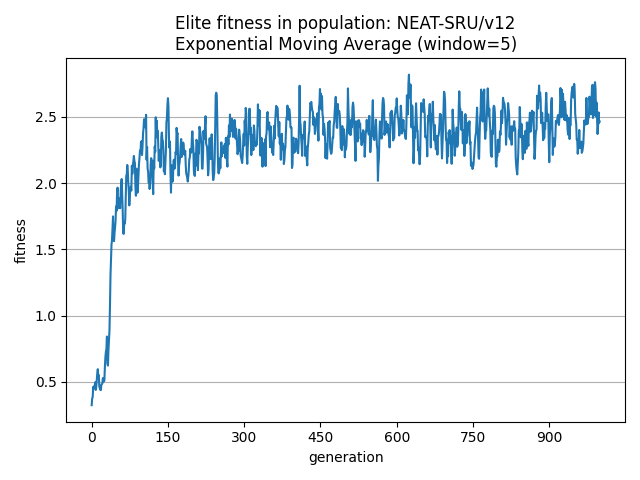 Elite fitness in population: NEAT-SRU/v12
Exponential Moving Average (window=5)
fitness
2.5
2.0
1.5
1.0
0.5
0 150 300 450 600 750 900
generation